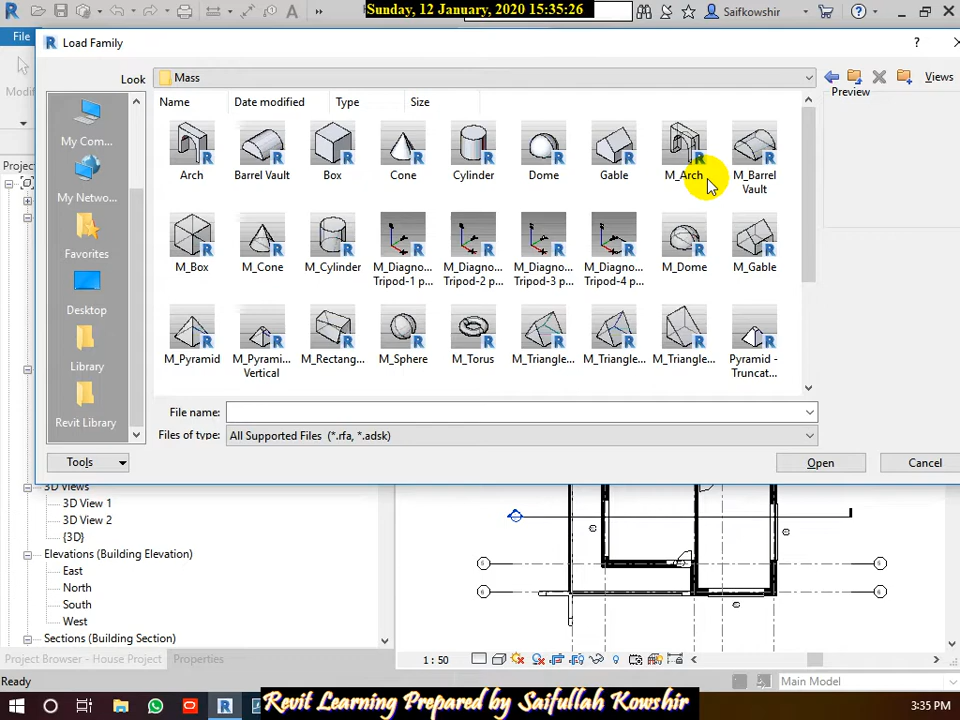 Sunday, 12 January, 2020 15:35:26
Saifkowshir
File
Modi
Load Family
Look
Mass
Views
Preview
Name Date modified Type Size
My Com...
My Netwo...
Favorites
Desktop
Library
Revit Library
Arch Barrel Vault Box Cone Cylinder Dome Gable M_Arch M_Barrel Vault
M_Box M_Cone M_Cylinder M_Diagno... Tripod-1 p... M_Diagno... Tripod-2 p... M_Diagno... Tripod-3 p... M_Diagno... Tripod-4 p... M_Dome M_Gable
M_Pyramid M_Pyrami... Vertical M_Rectang... M_Sphere M_Torus M_Triangle... M_Triangle... M_Triangle... Pyramid - Truncat...
File name:
Files of type: All Supported Files (*.rfa, *.adsk)
Tools
Open
Cancel
Projec
3D Views
3D View 1
3D View 2
{3D}
Elevations (Building Elevation)
East
North
South
West
Sections (Building Section)
Project Browser - House Project
Properties
1 : 50
Ready
Main Model
Revit Learning Prepared by Saifullah Kowshir
3:35 PM